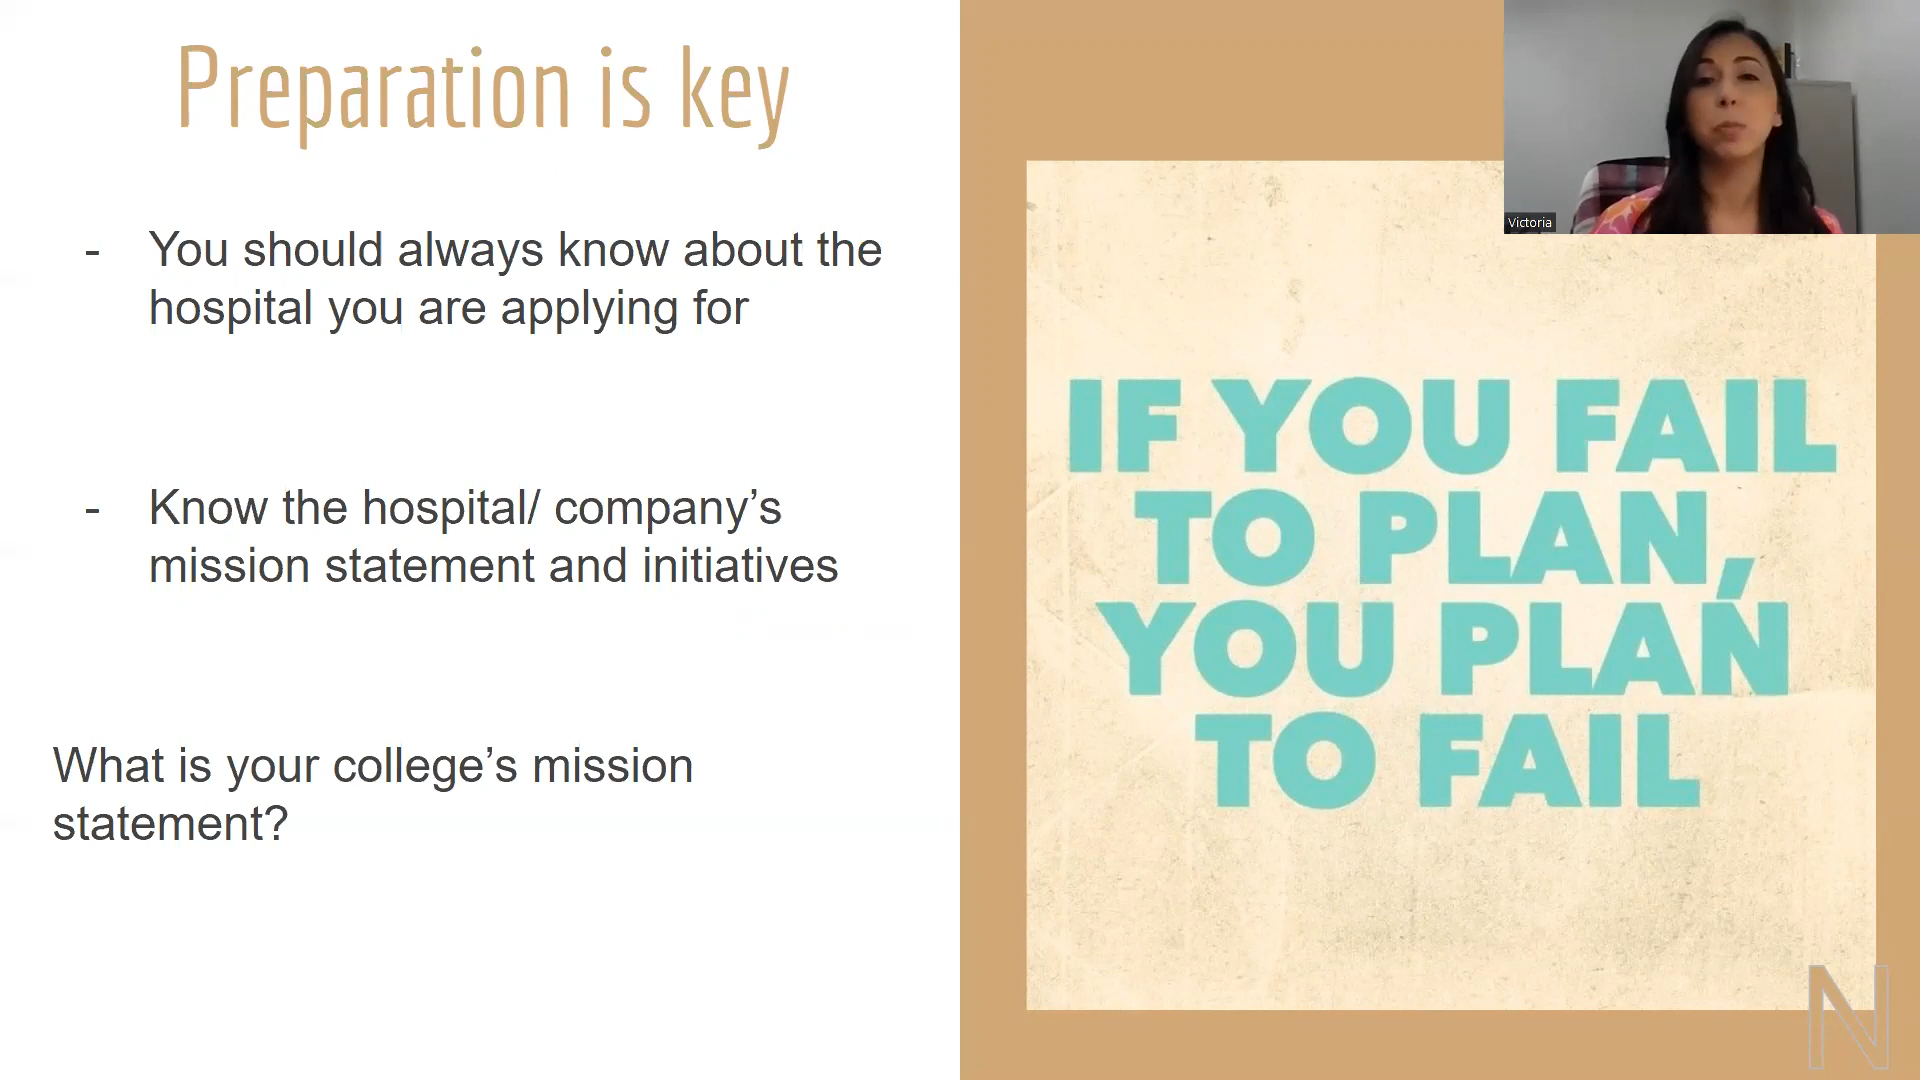 Preparation is key
- You should always know about the
hospital you are applying for
- Know the hospital/ company’s
mission statement and initiatives
What is your college’s mission
statement?
Victoria
IF YOU FAIL
TO PLAN,
YOU PLAN
TO FAIL
N